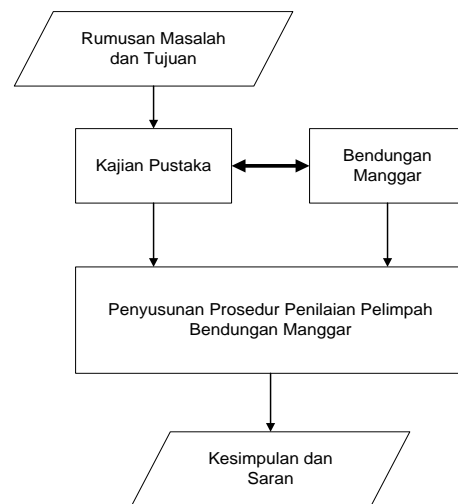 Rumusan Masalah
dan Tujuan
Kajian Pustaka
Bendungan
Manggar
Penyusunan Prosedur Penilaian Pelimpah
Bendungan Manggar
Kesimpulan dan
Saran